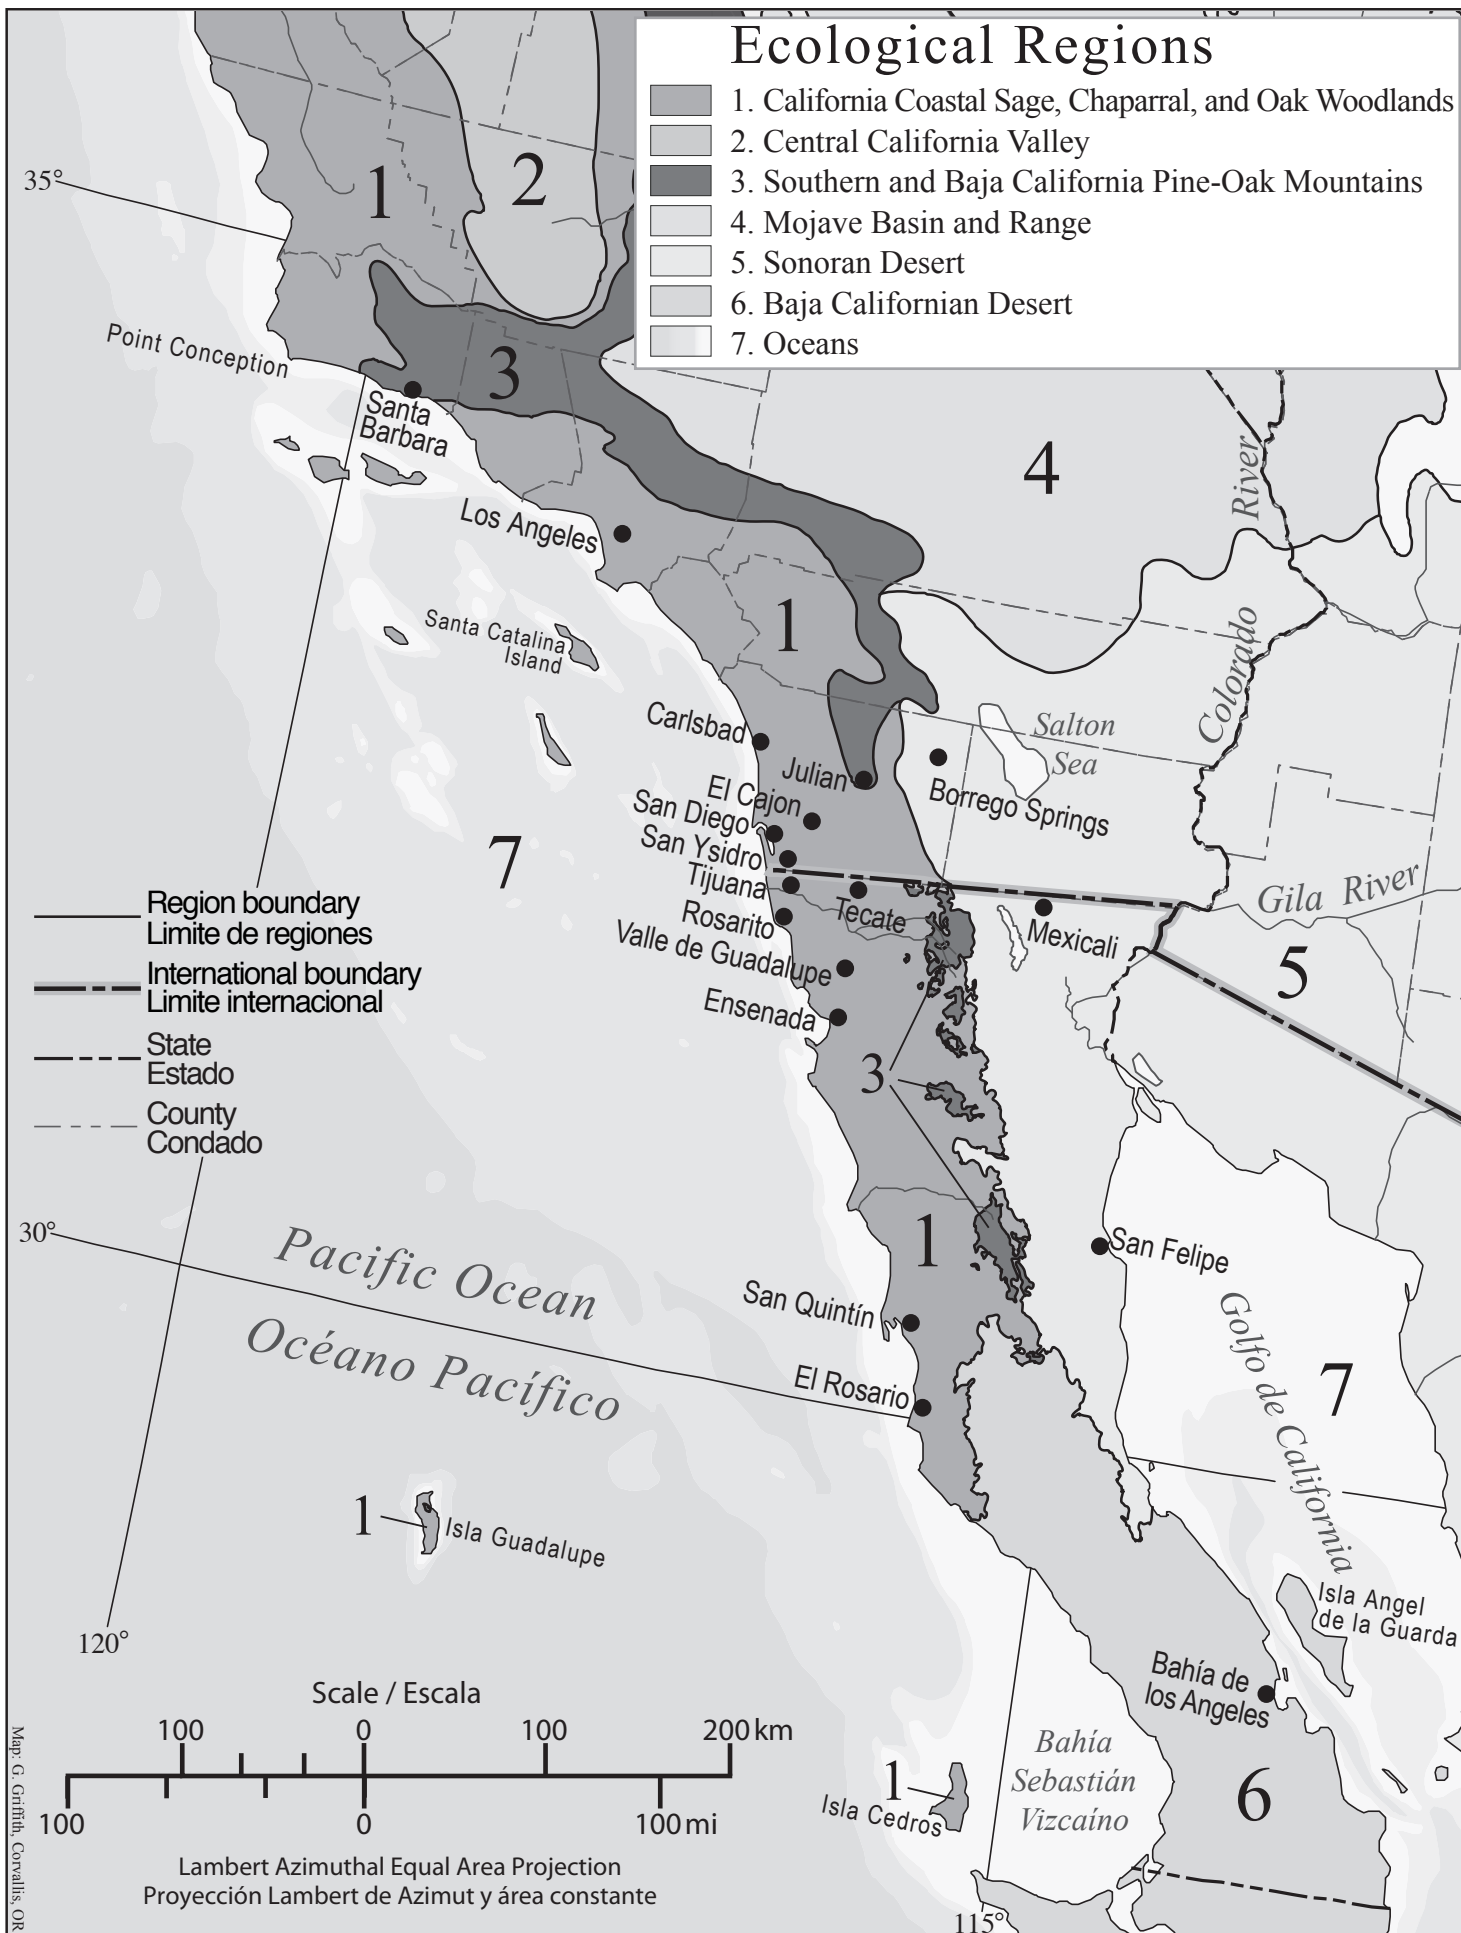 Ecological Regions
1. California Coastal Sage, Chaparral, and Oak Woodlands
2. Central California Valley
3. Southern and Baja California Pine-Oak Mountains
4. Mojave Basin and Range
5. Sonoran Desert
6. Baja Californian Desert
7. Oceans
35°
1
2
Point Conception
3
Santa
Barbara
4
River
Los Angeles
1
Santa Catalina
Island
Colorado
Carlsbad
Salton
Sea
Julian
Borrego Springs
El Cajon
San Diego
San Ysidro
7
Tijuana
Tecate
Gila River
Rosarito
Mexicali
Valle de Guadalupe
5
Ensenada
Region boundary
Limite de regiones
International boundary
Limite internacional
State
Estado
County
Condado
3
30°
1
San Felipe
Pacific Ocean
Océano Pacífico
San Quintín
Golfo de California
7
El Rosario
1
Isla Guadalupe
Isla Angel
de la Guarda
120°
Bahía de
los Angeles
Scale / Escala
100
0
100
200 km
100
0
100 mi
Bahía
Sebastián
Vizcaíno
6
1
Isla Cedros
Lambert Azimuthal Equal Area Projection
Proyección Lambert de Azimut y área constante
115°
Map: G. Griffith, Corvallis, OR